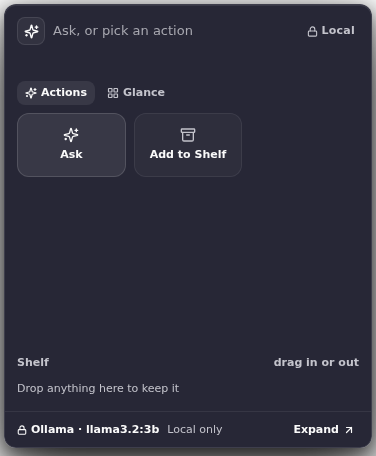 Ask, or pick an action
Local
Actions
Glance
Ask
Add to Shelf
Shelf
drag in or out
Drop anything here to keep it
Ollama · llama3.2:3b Local only
Expand